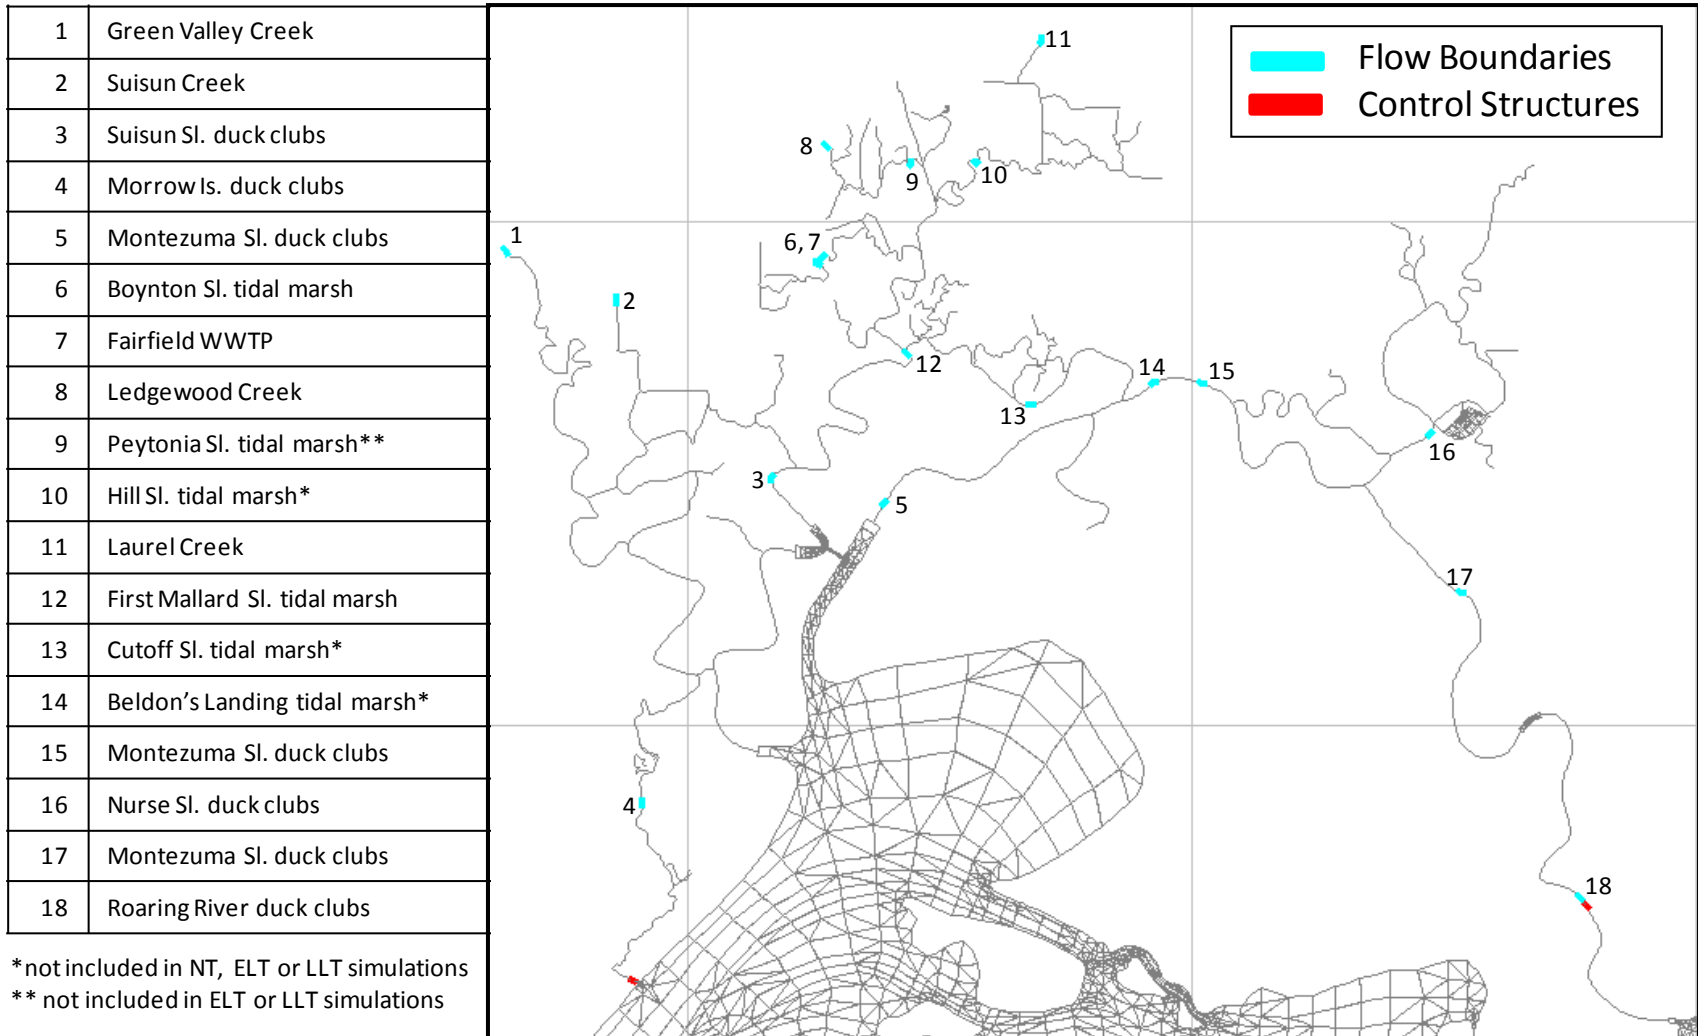 1 Green Valley Creek
2 Suisun Creek
3 Suisun Sl. duck clubs
4 Morrow Is. duck clubs
5 Montezuma Sl. duck clubs
6 Boynton Sl. tidal marsh
7 Fairfield WWTP
8 Ledgewood Creek
9 Peytonia Sl. tidal marsh**
10 Hill Sl. tidal marsh*
11 Laurel Creek
12 First Mallard Sl. tidal marsh
13 Cutoff Sl. tidal marsh*
14 Beldon's Landing tidal marsh*
15 Montezuma Sl. duck clubs
16 Nurse Sl. duck clubs
17 Montezuma Sl. duck clubs
18 Roaring River duck clubs
*not included in NT, ELT or LLT simulations
** not included in ELT or LLT simulations
Flow Boundaries
Control Structures
11
8
9
10
1
6, 7
2
12
14
15
13
16
3
5
17
4
18